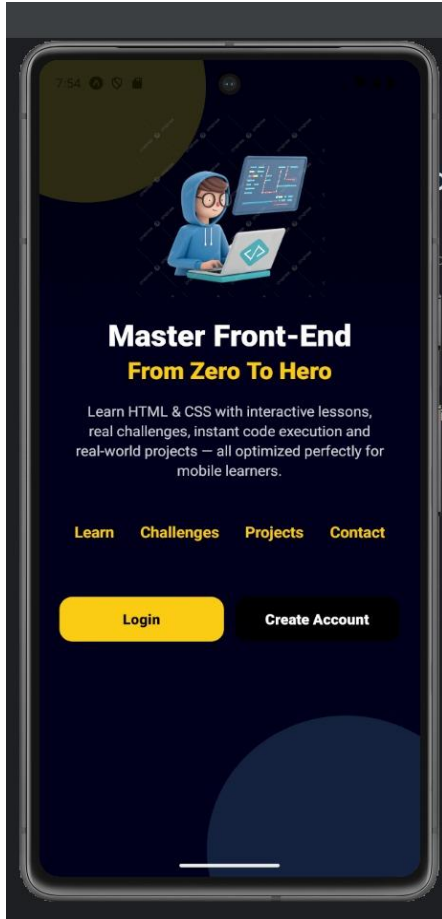 7:54
Master Front-End
From Zero To Hero
Learn HTML & CSS with interactive lessons,
real challenges, instant code execution and
real-world projects — all optimized perfectly for
mobile learners.
Learn Challenges Projects Contact
Login Create Account